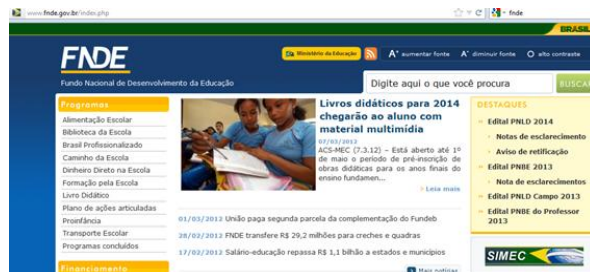 www.fnde.gov.br/index.php
fnde
BRASIL
FNDE
Ministério da Educação
A+ aumentar fonte
A- diminuir fonte
alto contraste
Fundo Nacional de Desenvolvimento da Educação
Digite aqui o que você procura
BUSCA
Programas
Alimentação Escolar
Biblioteca da Escola
Brasil Profissionalizado
Caminho da Escola
Dinheiro Direto na Escola
Formação pela Escola
Livro Didático
Plano de ações articuladas
Proinfância
Transporte Escolar
Programas concluídos
Financiamento
Livros didáticos para 2014
chegarão ao aluno com
material multimídia
07/03/2012
ACS-MEC (7.3.12) – Está aberto até 1º
de maio o período de pré-inscrição de
obras didáticas para os anos finais do
ensino fundamen...
Leia mais
01/03/2012 União paga segunda parcela da complementação do Fundeb
28/02/2012 FNDE transfere R$ 29,2 milhões para creches e quadras
17/02/2012 Salário-educação repassa R$ 1,1 bilhão a estados e municípios
Mais notícias
DESTAQUES
Edital PNLD 2014
Notas de esclarecimento
Aviso de retificação
Edital PNBE 2013
Nota de esclarecimentos
Edital PNLD Campo 2013
Edital PNBE do Professor
2013
SIMEC